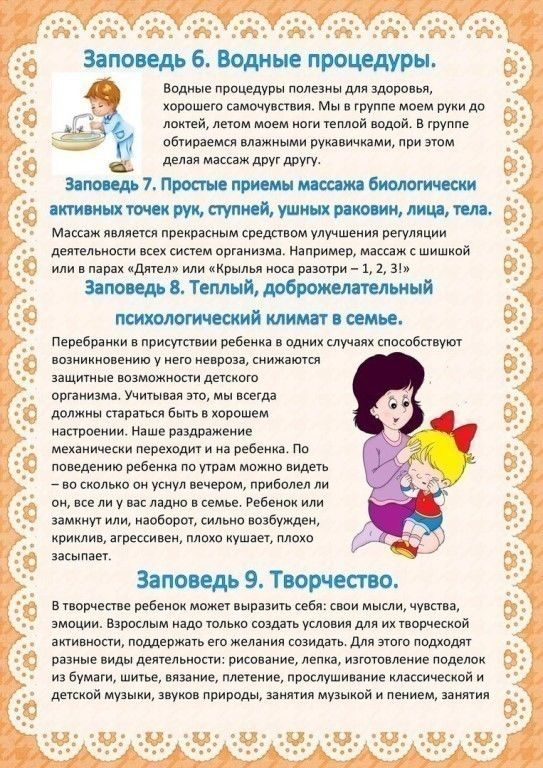 Заповедь 6. Водные процедуры.
Водные процедуры полезны для здоровья,
хорошего самочувствия. Мы в группе моем руки до
локтей, летом моем ноги теплой водой. В группе
обтираемся влажными рукавичками, при этом
делая массаж друг другу.
Заповедь 7. Простые приемы массажа биологически
активных точек рук, ступней, ушных раковин, лица, тела.
Массаж является прекрасным средством улучшения регуляции
деятельности всех систем организма. Например, массаж с шишкой
или в парах «Дятел» или «Крылья носа разотри – 1, 2, 3!»
Заповедь 8. Теплый, доброжелательный
психологический климат в семье.
Перебранки в присутствии ребенка в одних случаях способствуют
возникновению у него невроза, снижаются
защитные возможности детского
организма. Учитывая это, мы всегда
должны стараться быть в хорошем
настроении. Наше раздражение
механически переходит и на ребенка. По
поведению ребенка по утрам можно видеть
– во сколько он уснул вечером, приболел ли
он, все ли у вас ладно в семье. Ребенок или
замкнут или, наоборот, сильно возбужден,
криклив, агрессивен, плохо кушает, плохо
засыпает.
Заповедь 9. Творчество.
В творчестве ребенок может выразить себя: свои мысли, чувства,
эмоции. Взрослым надо только создать условия для их творческой
активности, поддержать его желания созидать. Для этого подходят
разные виды деятельности: рисование, лепка, изготовление поделок
из бумаги, шитье, вязание, плетение, прослушивание классической и
детской музыки, звуков природы, занятия музыкой и пением, занятия